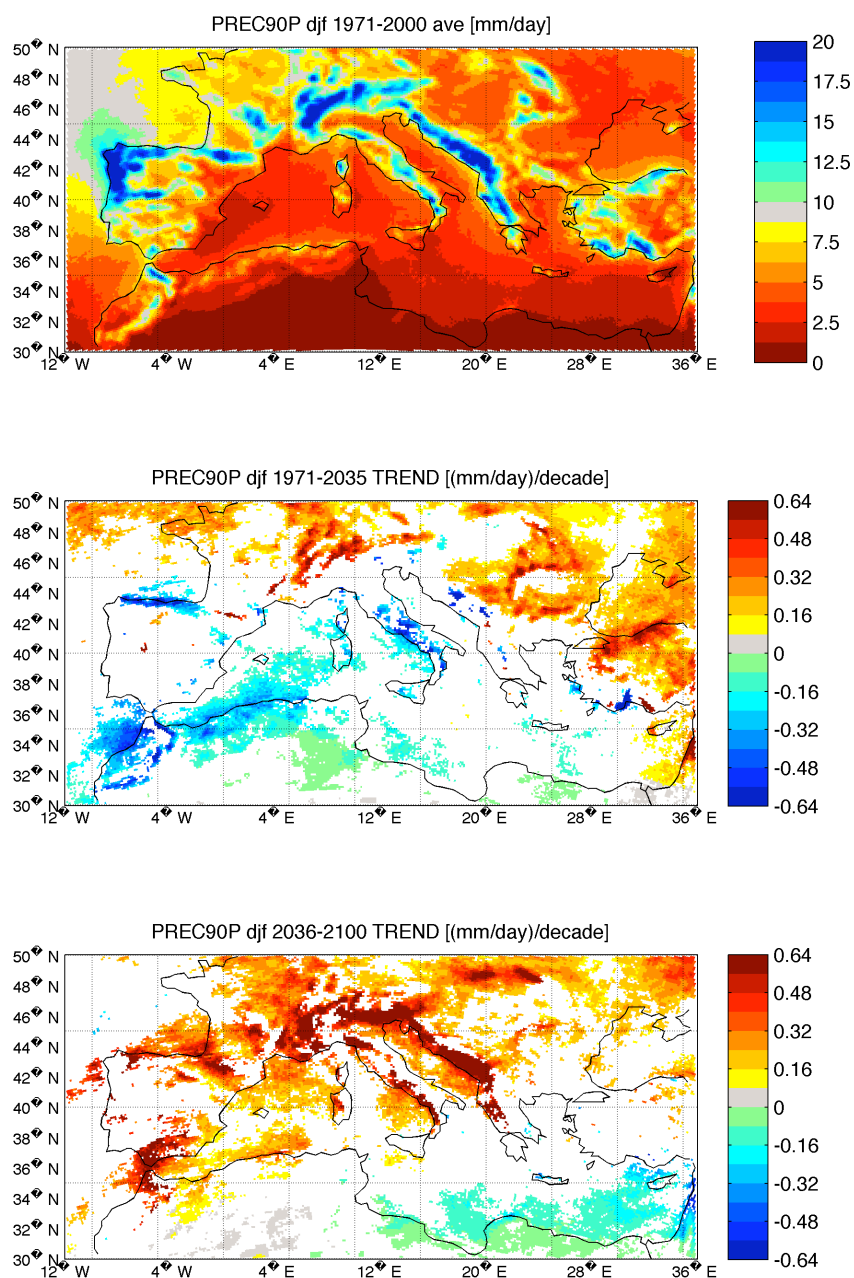 PREC90P djf 1971-2000 ave [mm/day]
50� N
48� N
46� N
44� N
42� N
40� N
38� N
36� N
34� N
32� N
30� N
12� W
4� W
4� E
12� E
20� E
28� E
36� E
20
17.5
15
12.5
10
7.5
5
2.5
0
PREC90P djf 1971-2035 TREND [(mm/day)/decade]
50� N
48� N
46� N
44� N
42� N
40� N
38� N
36� N
34� N
32� N
30� N
12� W
4� W
4� E
12� E
20� E
28� E
36� E
0.64
0.48
0.32
0.16
0
-0.16
-0.32
-0.48
-0.64
PREC90P djf 2036-2100 TREND [(mm/day)/decade]
50� N
48� N
46� N
44� N
42� N
40� N
38� N
36� N
34� N
32� N
30� N
12� W
4� W
4� E
12� E
20� E
28� E
36� E
0.64
0.48
0.32
0.16
0
-0.16
-0.32
-0.48
-0.64